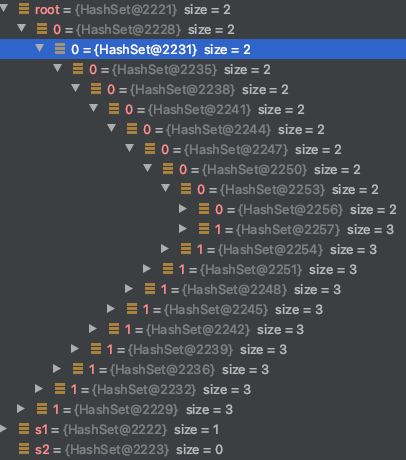 root = {HashSet@2221} size = 2
0 = {HashSet@2228} size = 2
0 = {HashSet@2231} size = 2
0 = {HashSet@2235} size = 2
0 = {HashSet@2238} size = 2
0 = {HashSet@2241} size = 2
0 = {HashSet@2244} size = 2
0 = {HashSet@2247} size = 2
0 = {HashSet@2250} size = 2
0 = {HashSet@2253} size = 2
0 = {HashSet@2256} size = 2
1 = {HashSet@2257} size = 3
1 = {HashSet@2254} size = 3
1 = {HashSet@2251} size = 3
1 = {HashSet@2248} size = 3
1 = {HashSet@2245} size = 3
1 = {HashSet@2242} size = 3
1 = {HashSet@2239} size = 3
1 = {HashSet@2236} size = 3
1 = {HashSet@2232} size = 3
1 = {HashSet@2229} size = 3
s1 = {HashSet@2222} size = 1
s2 = {HashSet@2223} size = 0